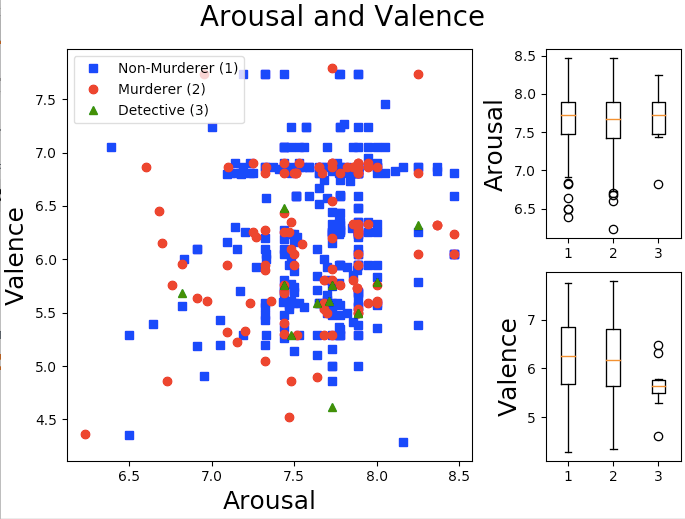 Arousal and Valence
Non-Murderer (1)
Murderer (2)
Detective (3)
Valence
7.5
7.0
6.5
6.0
5.5
5.0
4.5
6.5 7.0 7.5 8.0 8.5
Arousal
Arousal
8.5
8.0
7.5
7.0
6.5
1 2 3
Valence
7
6
5
1 2 3